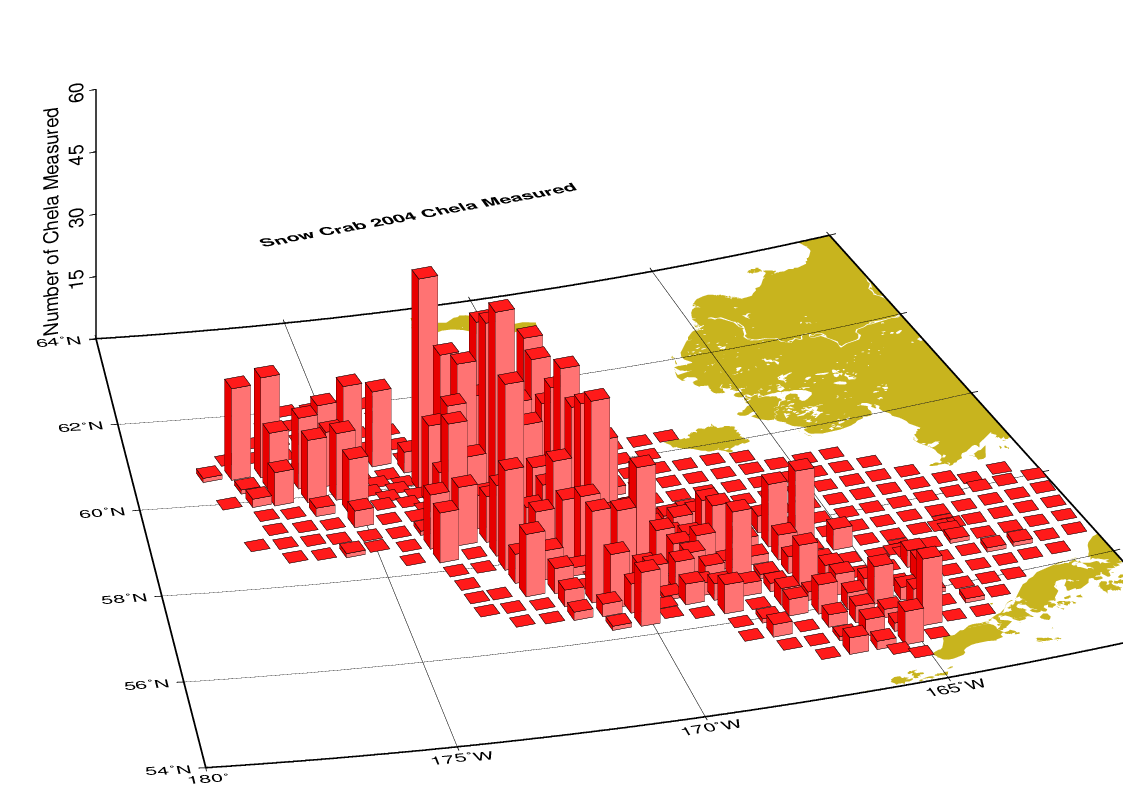 Snow Crab 2004 Chela Measured
Number of Chela Measured
60
45
30
15
64°N
62°N
60°N
58°N
56°N
54°N
180°
175°W
170°W
165°W